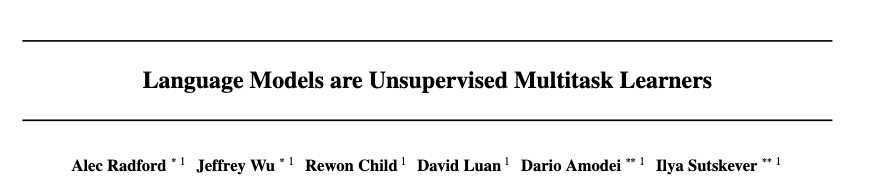 Language Models are Unsupervised Multitask Learners
Alec Radford * 1 Jeffrey Wu * 1 Rewon Child 1 David Luan 1 Dario Amodei ** 1 Ilya Sutskever ** 1